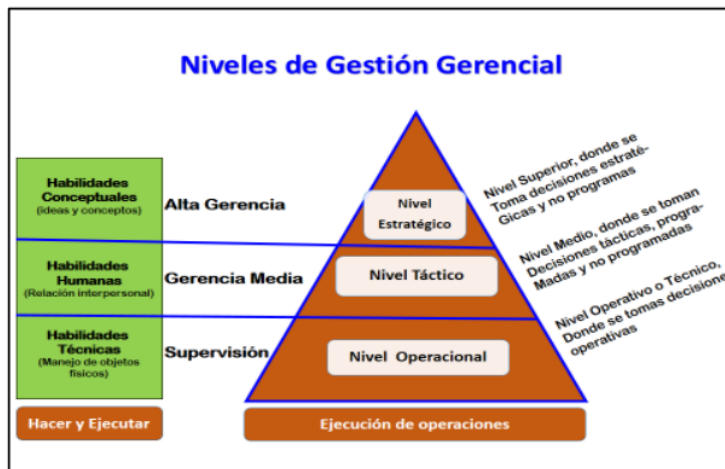 Niveles de Gestión Gerencial
Habilidades
Conceptuales
(ideas y conceptos)
Alta Gerencia
Nivel
Estratégico
Nivel Superior, donde se
Toma decisiones estraté-
Gicas y no programas
Habilidades
Humanas
(Relación interpersonal)
Gerencia Media
Nivel Táctico
Nivel Medio, donde se toman
Decisiones tácticas, progra-
Madas y no programadas
Habilidades
Técnicas
(Manejo de objetos
físicos)
Supervisión
Nivel Operacional
Nivel Operativo o Técnico,
Donde se tomas decisione
operativas
Hacer y Ejecutar
Ejecución de operaciones